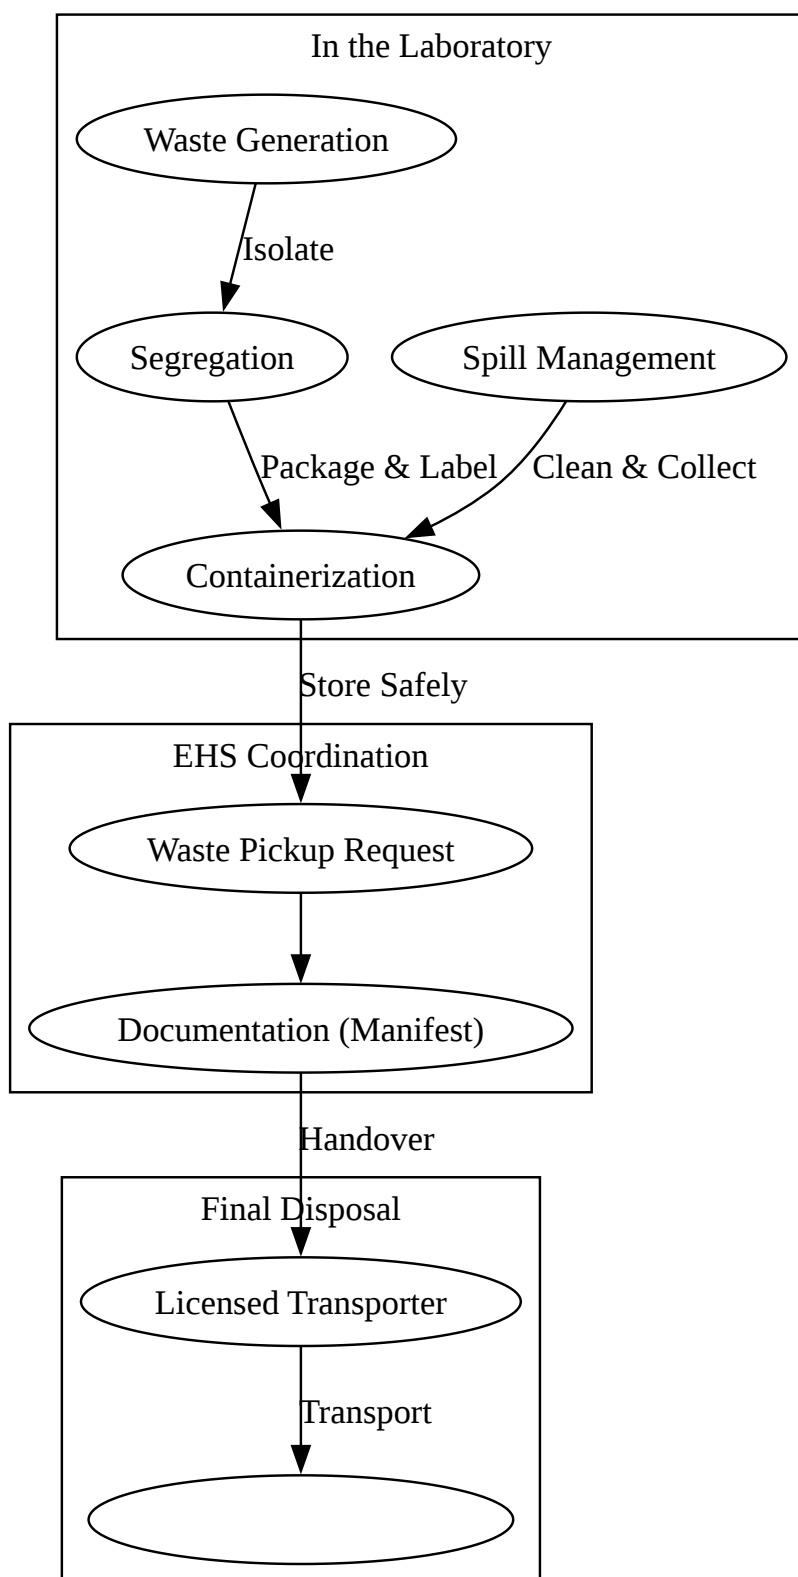 In the Laboratory
Waste Generation
Isolate
Segregation
Spill Management
Package & Label
Clean & Collect
Containerization
Store Safely
EHS Coordination
Waste Pickup Request
Documentation (Manifest)
Handover
Final Disposal
Licensed Transporter
Transport